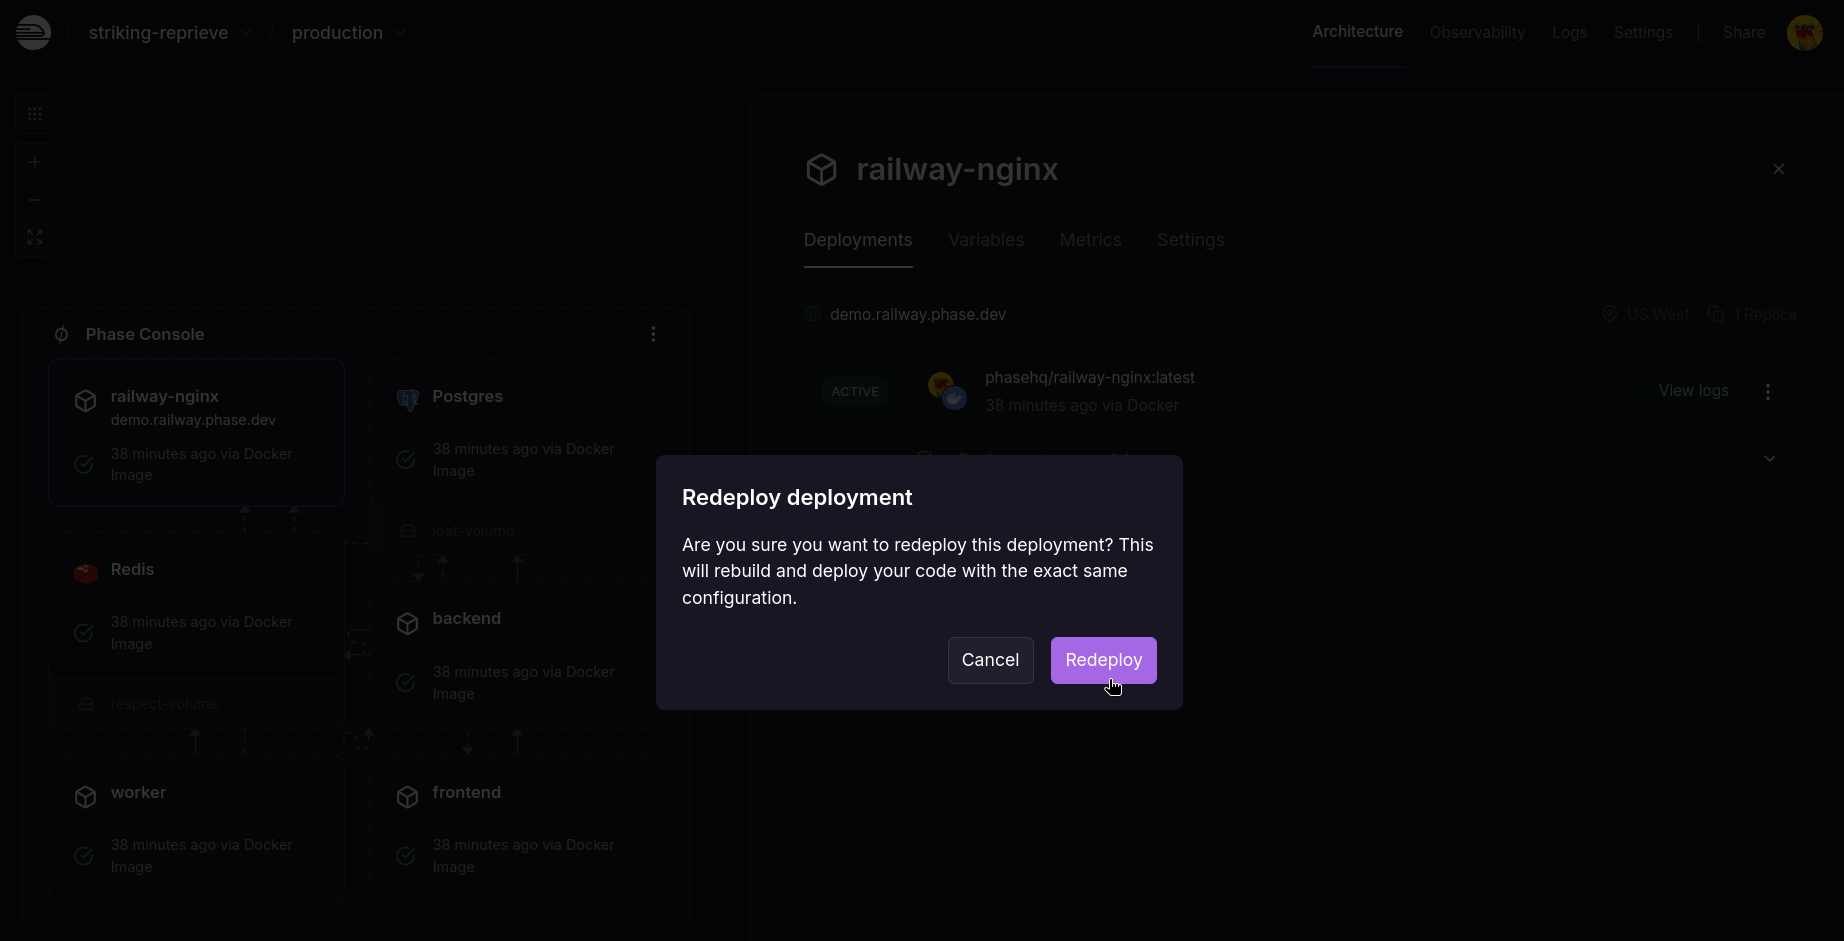 striking-reprieve
production
Architecture
Observability
Logs
Settings
Share
railway-nginx
Deployments
Variables
Metrics
Settings
demo.railway.phase.dev
US West
1 Replica
ACTIVE
phasehq/railway-nginx:latest
38 minutes ago via Docker
View logs
Phase Console
railway-nginx
demo.railway.phase.dev
38 minutes ago via Docker
Image
Postgres
38 minutes ago via Docker
Image
loaf-volume
Redis
38 minutes ago via Docker
Image
respect-volume
backend
38 minutes ago via Docker
Image
worker
38 minutes ago via Docker
Image
frontend
38 minutes ago via Docker
Image
Redeploy deployment
Are you sure you want to redeploy this deployment? This
will rebuild and deploy your code with the exact same
configuration.
Cancel
Redeploy